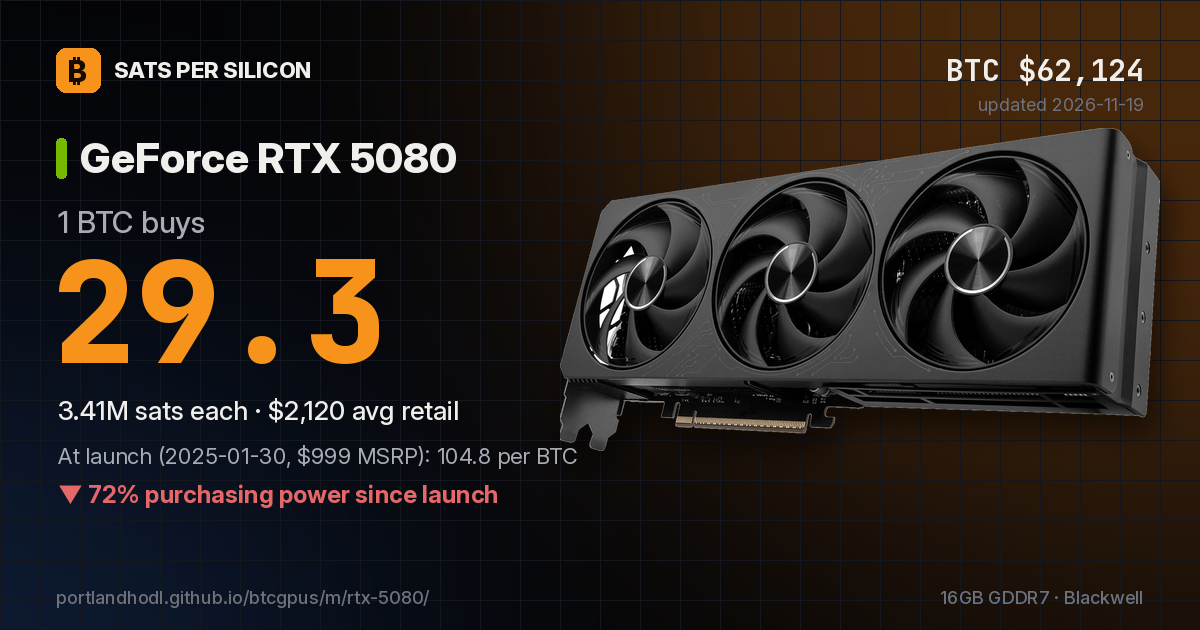 ₿ SATS PER SILICON
BTC $62,124
updated 2026-11-19
GeForce RTX 5080
1 BTC buys
29.3
3.41M sats each · $2,120 avg retail
At launch (2025-01-30, $999 MSRP): 104.8 per BTC
▼ 72% purchasing power since launch
portlandhodl.github.io/btcgpus/m/rtx-5080/
16GB GDDR7 · Blackwell